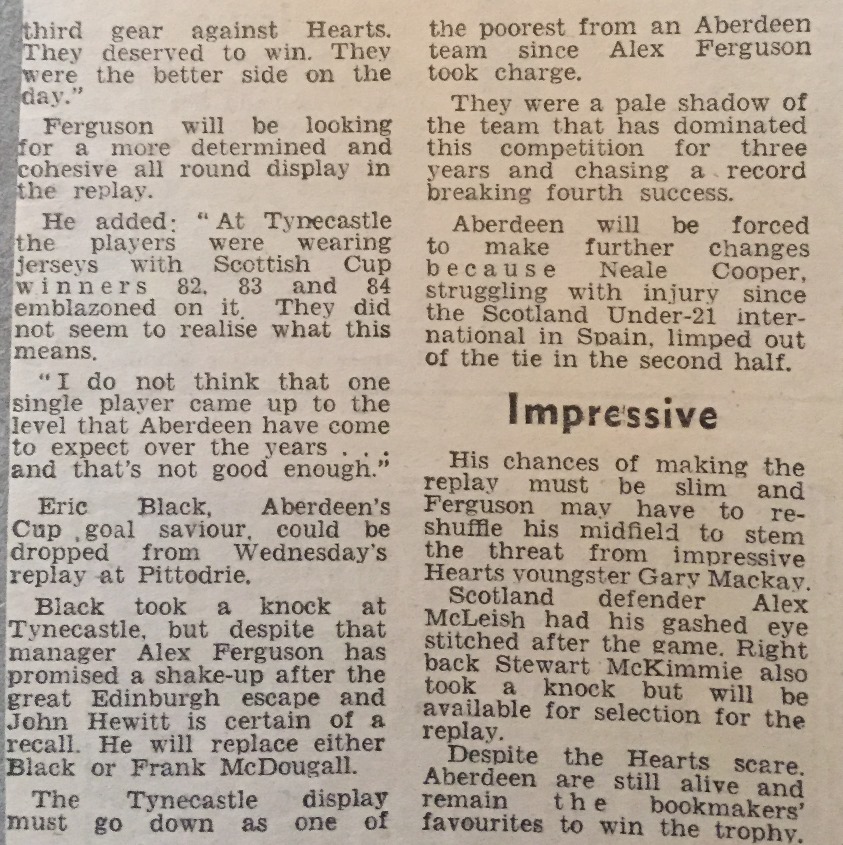 third gear against Hearts.
They deserved to win. They
were the better side on the
day."
Ferguson will be looking
for a more determined and
cohesive all round display in
the replay.
He added: "At Tynecastle
the players were wearing
jerseys with Scottish Cup
winners 82, 83 and 84
emblazoned on it. They did
not seem to realise what this
means.
"I do not think that one
single player came up to the
level that Aberdeen have come
to expect over the years . . .
and that's not good enough."
Eric Black, Aberdeen's
Cup goal saviour, could be
dropped from Wednesday's
replay at Pittodrie.
Black took a knock at
Tynecastle, but despite that
manager Alex Ferguson has
promised a shake-up after the
great Edinburgh escape and
John Hewitt is certain of a
recall. He will replace either
Black or Frank McDougall.
The Tynecastle display
must go down as one of
the poorest from an Aberdeen
team since Alex Ferguson
took charge.
They were a pale shadow of
the team that has dominated
this competition for three
years and chasing a record
breaking fourth success.
Aberdeen will be forced
to make further changes
because Neale Cooper,
struggling with injury since
the Scotland Under-21 inter-
national in Spain, limped out
of the tie in the second half.
Impressive
His chances of making the
replay must be slim and
Ferguson may have to re-
shuffle his midfield to stem
the threat from impressive
Hearts youngster Gary Mackay.
Scotland defender Alex
McLeish had his gashed eye
stitched after the game. Right
back Stewart McKimmie also
took a knock but will be
available for selection for the
replay.
Despite the Hearts scare,
Aberdeen are still alive and
remain the bookmakers'
favourites to win the trophy.